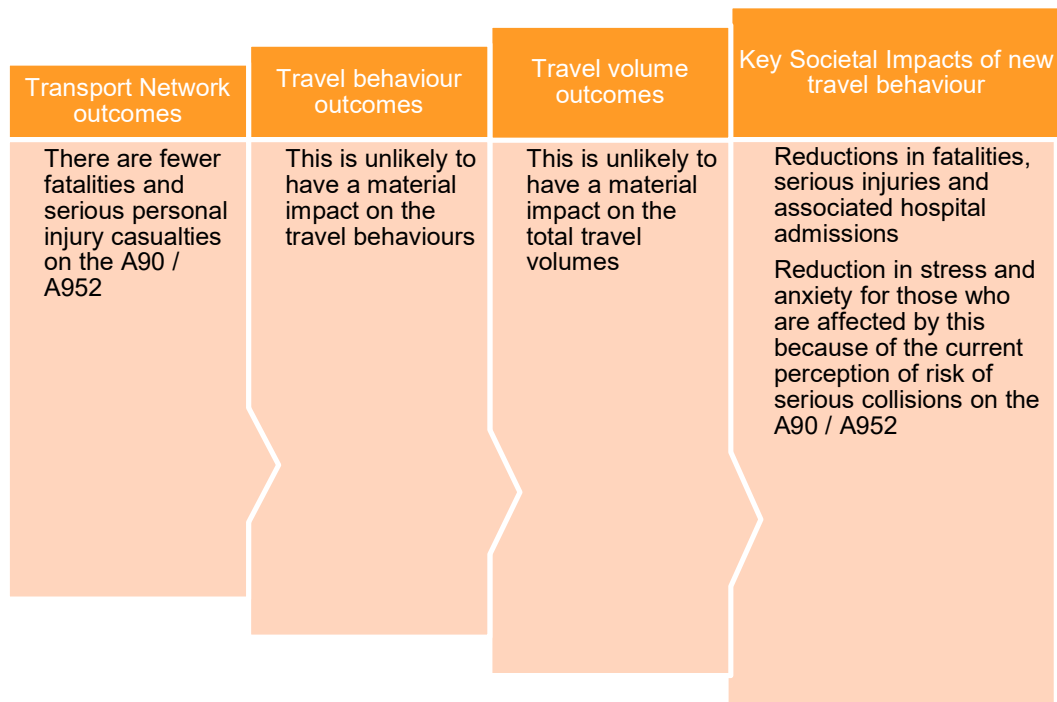 Transport Network
outcomes
There are fewer
fatalities and
serious personal
injury casualties
on the A90 /
A952
Travel behaviour
outcomes
This is unlikely to
have a material
impact on the
travel behaviours
Travel volume
outcomes
This is unlikely to
have a material
impact on the
total travel
volumes
Key Societal Impacts of new
travel behaviour
Reductions in fatalities,
serious injuries and
associated hospital
admissions
Reduction in stress and
anxiety for those who
are affected by this
because of the current
perception of risk of
serious collisions on the
A90 / A952